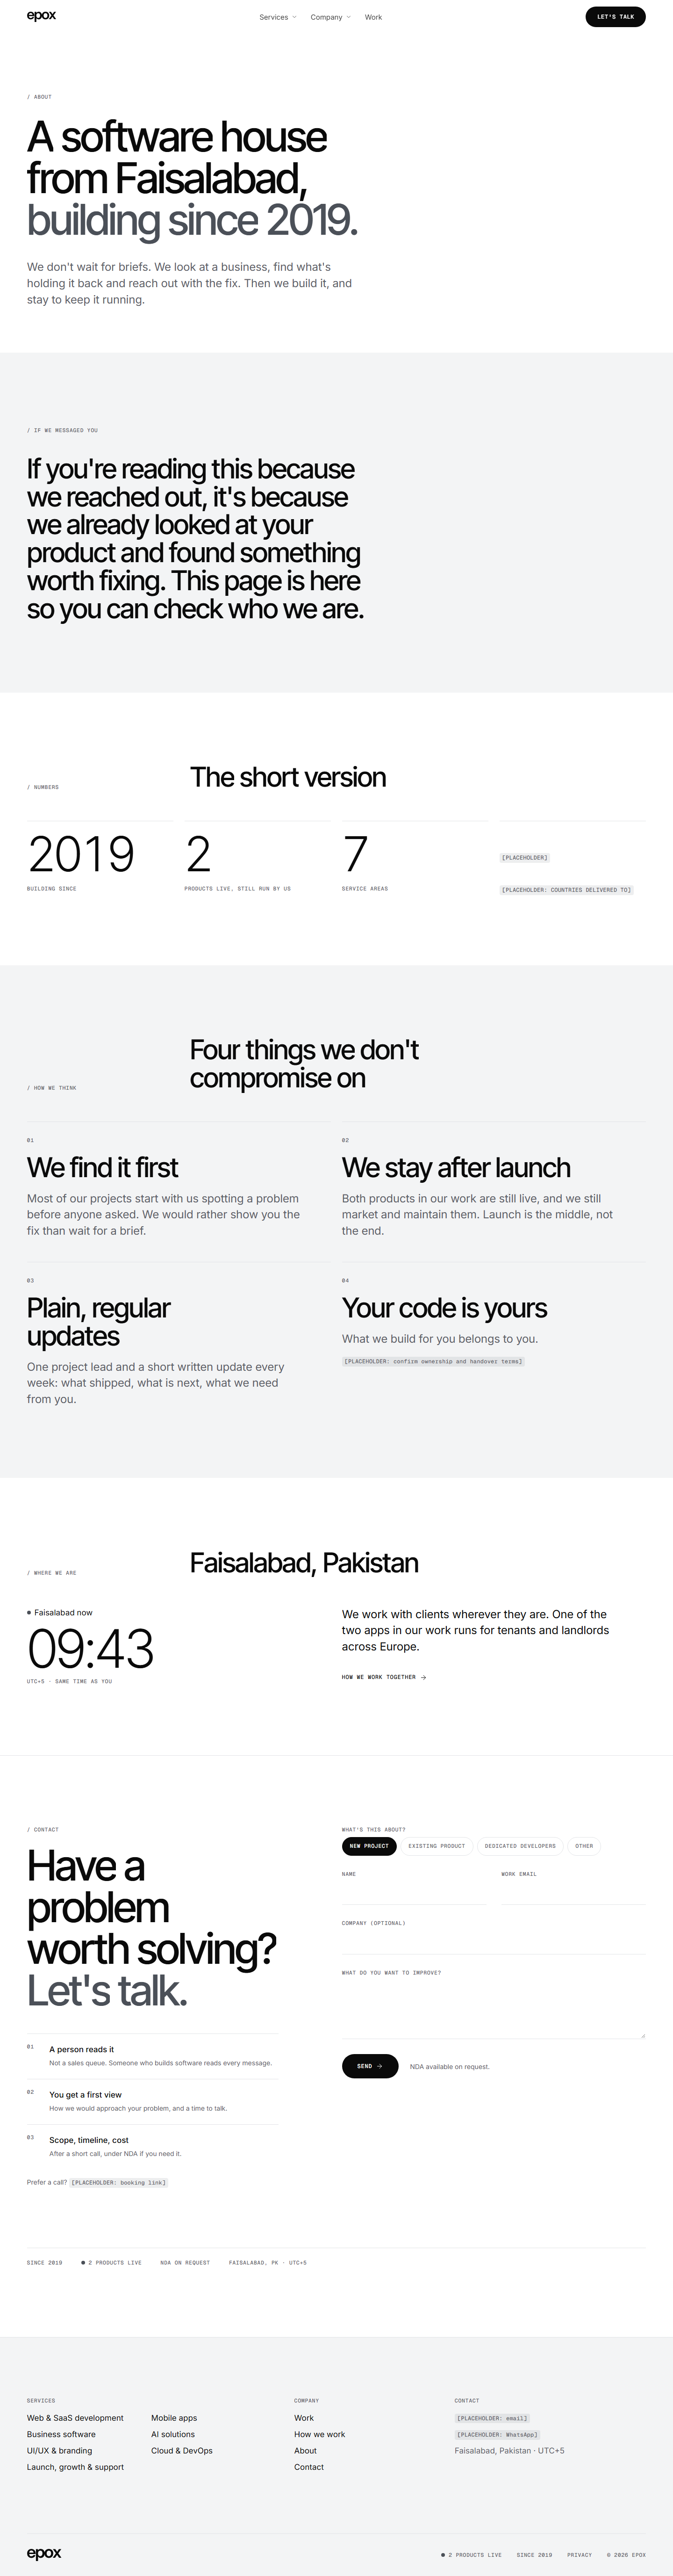 epox
Services
Company
Work
LET'S TALK
/ ABOUT
A software house
from Faisalabad,
building since 2019.
We don't wait for briefs. We look at a business, find what's
holding it back and reach out with the fix. Then we build it, and
stay to keep it running.
/ IF WE MESSAGED YOU
If you're reading this because
we reached out, it's because
we already looked at your
product and found something
worth fixing. This page is here
so you can check who we are.
/ NUMBERS
The short version
2019
BUILDING SINCE
2
PRODUCTS LIVE, STILL RUN BY US
7
SERVICE AREAS
[PLACEHOLDER]
[PLACEHOLDER: COUNTRIES DELIVERED TO]
/ HOW WE THINK
Four things we don't
compromise on
01
We find it first
Most of our projects start with us spotting a problem
before anyone asked. We would rather show you the
fix than wait for a brief.
02
We stay after launch
Both products in our work are still live, and we still
market and maintain them. Launch is the middle, not
the end.
03
Plain, regular
updates
One project lead and a short written update every
week: what shipped, what is next, what we need
from you.
04
Your code is yours
What we build for you belongs to you.
[PLACEHOLDER: confirm ownership and handover terms]
/ WHERE WE ARE
Faisalabad, Pakistan
Faisalabad now
09:43
UTC+5 · SAME TIME AS YOU
We work with clients wherever they are. One of the
two apps in our work runs for tenants and landlords
across Europe.
HOW WE WORK TOGETHER →
/ CONTACT
Have a
problem
worth solving?
Let's talk.
01
A person reads it
Not a sales queue. Someone who builds software reads every message.
02
You get a first view
How we would approach your problem, and a time to talk.
03
Scope, timeline, cost
After a short call, under NDA if you need it.
Prefer a call? [PLACEHOLDER: booking link]
WHAT'S THIS ABOUT?
NEW PROJECT
EXISTING PRODUCT
DEDICATED DEVELOPERS
OTHER
NAME
WORK EMAIL
COMPANY (OPTIONAL)
WHAT DO YOU WANT TO IMPROVE?
SEND →
NDA available on request.
SINCE 2019
2 PRODUCTS LIVE
NDA ON REQUEST
FAISALABAD, PK · UTC+5
SERVICES
Web & SaaS development
Business software
UI/UX & branding
Launch, growth & support
Mobile apps
AI solutions
Cloud & DevOps
COMPANY
Work
How we work
About
Contact
CONTACT
[PLACEHOLDER: email]
[PLACEHOLDER: WhatsApp]
Faisalabad, Pakistan · UTC+5
epox
2 PRODUCTS LIVE
SINCE 2019
PRIVACY
© 2026 EPOX